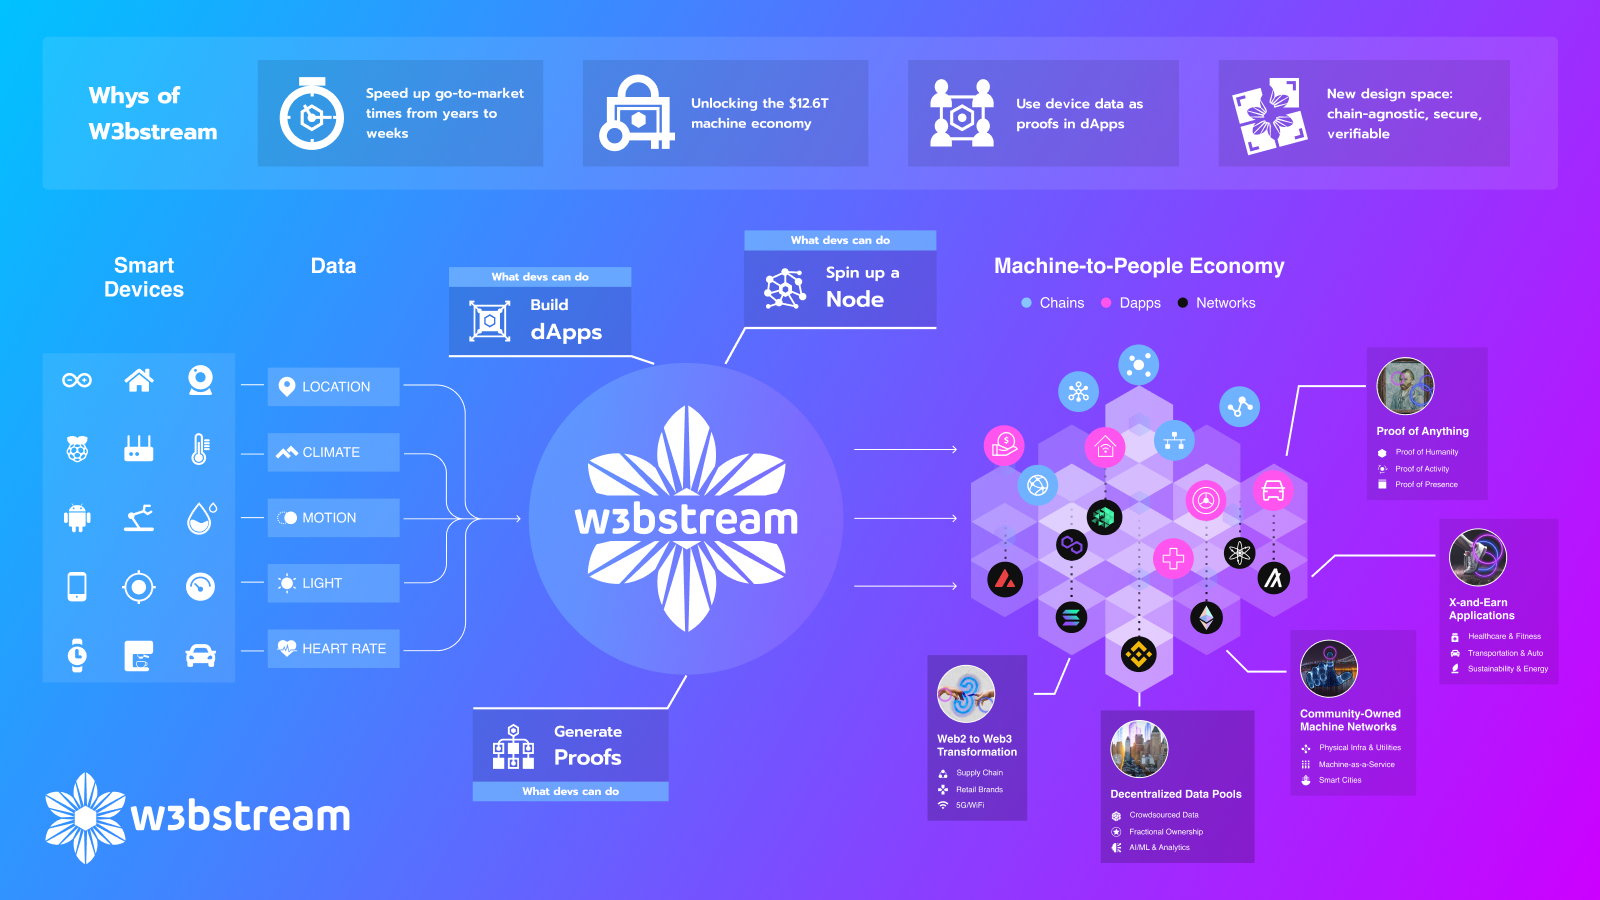 Whys of
W3bstream
Speed up go-to-market
times from years to
weeks
Unlocking the $12.6T
machine economy
Use device data as
proofs in dApps
New design space:
chain-agnostic, secure,
verifiable
Smart
Devices
Data
LOCATION
CLIMATE
MOTION
LIGHT
HEART RATE
What devs can do
Build
dApps
What devs can do
Spin up a
Node
w3bstream
Generate
Proofs
What devs can do
Machine-to-People Economy
Chains
Dapps
Networks
Proof of Anything
Proof of Humanity
Proof of Activity
Proof of Presence
X-and-Earn
Applications
Healthcare & Fitness
Transportation & Auto
Sustainability & Energy
Community-Owned
Machine Networks
Physical Infra & Utilities
Machine-as-a-Service
Smart Cities
Web2 to Web3
Transformation
Supply Chain
Retail Brands
5G/WiFi
Decentralized Data Pools
Crowdsourced Data
Fractional Ownership
AI/ML & Analytics
w3bstream